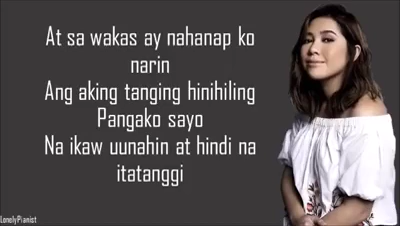 At sa wakas ay nahanap ko
narin
Ang aking tanging hinihiling
Pangako sayo
Na ikaw uunahin at hindi na
itatanggi
LonelyPianist